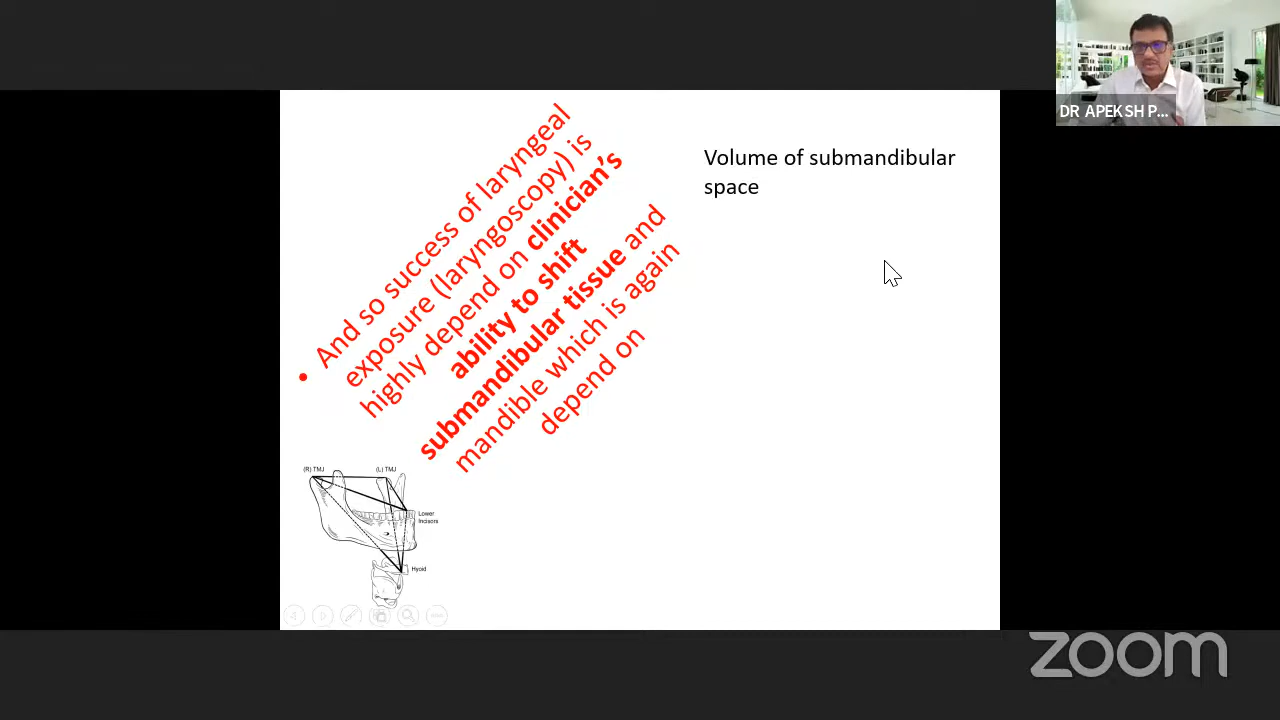 DR APEKSH P...
Volume of submandibular
space
• And so success of laryngeal
exposure (laryngoscopy) is
highly depend on clinician's
ability to shift
submandibular tissue and
mandible which is again
depend on
(R) TMJ
(L) TMJ
Lower
Incisors
Hyoid
zoom